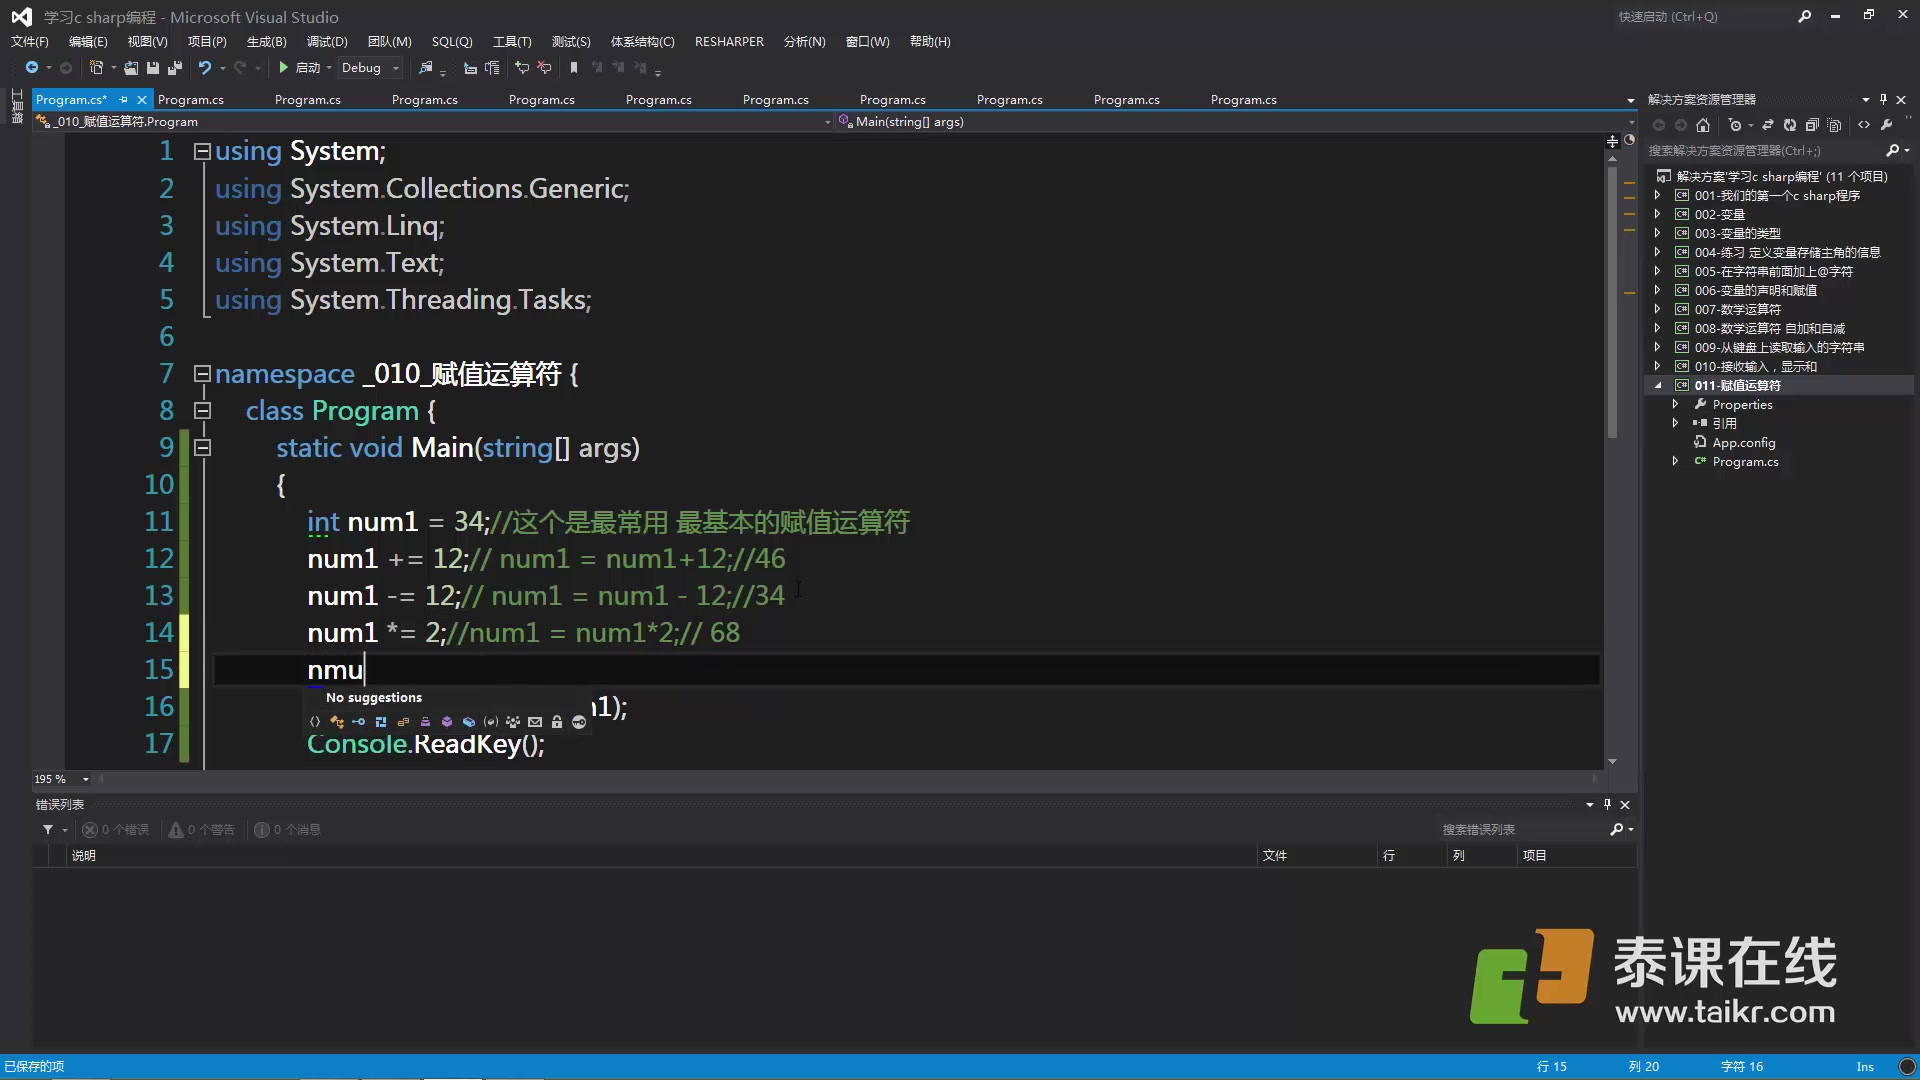 学习c sharp编程 - Microsoft Visual Studio
快速启动 (Ctrl+Q)
文件(F) 编辑(E) 视图(V) 项目(P) 生成(B) 调试(D) 团队(M) SQL(Q) 工具(T) 测试(S) 体系结构(C) RESHARPER 分析(N) 窗口(W) 帮助(H)
启动 Debug
工具箱
Program.cs* Program.cs Program.cs Program.cs Program.cs Program.cs Program.cs Program.cs Program.cs Program.cs Program.cs
_010_赋值运算符.Program Main(string[] args)
1 using System;
2 using System.Collections.Generic;
3 using System.Linq;
4 using System.Text;
5 using System.Threading.Tasks;
6
7 namespace _010_赋值运算符 {
8 class Program {
9 static void Main(string[] args)
10 {
11 int num1 = 34;//这个是最常用 最基本的赋值运算符
12 num1 += 12;// num1 = num1+12;//46
13 num1 -= 12;// num1 = num1 - 12;//34
14 num1 *= 2;//num1 = num1*2;// 68
15 nmu
No suggestions
16 n1);
17 Console.ReadKey();
195 %
错误列表
0 个错误 0 个警告 0 个消息
搜索错误列表
说明 文件 行 列 项目
解决方案资源管理器
搜索解决方案资源管理器(Ctrl+;)
解决方案'学习c sharp编程' (11 个项目)
001-我们的第一个c sharp程序
002-变量
003-变量的类型
004-练习 定义变量存储主角的信息
005-在字符串前面加上@字符
006-变量的声明和赋值
007-数学运算符
008-数学运算符 自加和自减
009-从键盘上读取输入的字符串
010-接收输入，显示和
011-赋值运算符
Properties
引用
App.config
Program.cs
泰课在线
www.taikr.com
已保存的项 行 15 列 20 字符 16 Ins